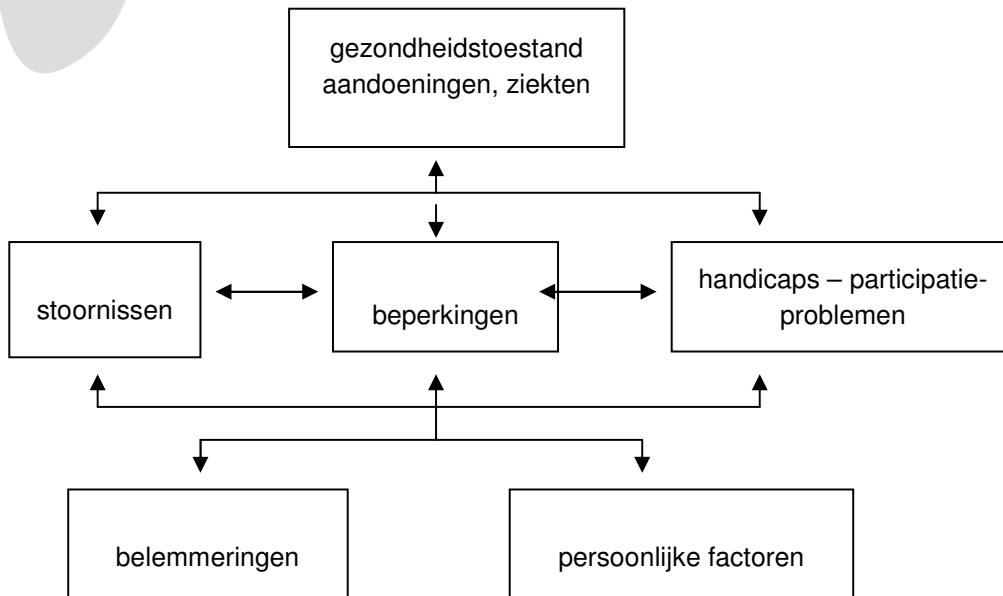 gezondheidstoestand
aandoeningen, ziekten
stoornissen
beperkingen
handicaps – participatie-
problemen
belemmeringen
persoonlijke factoren